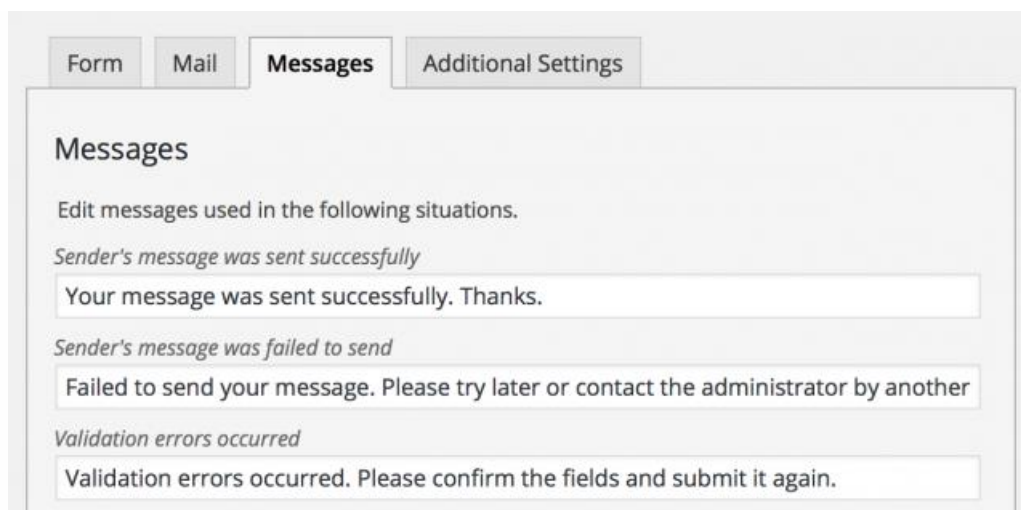 Form Mail Messages Additional Settings
Messages
Edit messages used in the following situations.
Sender's message was sent successfully
Your message was sent successfully. Thanks.
Sender's message was failed to send
Failed to send your message. Please try later or contact the administrator by another
Validation errors occurred
Validation errors occurred. Please confirm the fields and submit it again.